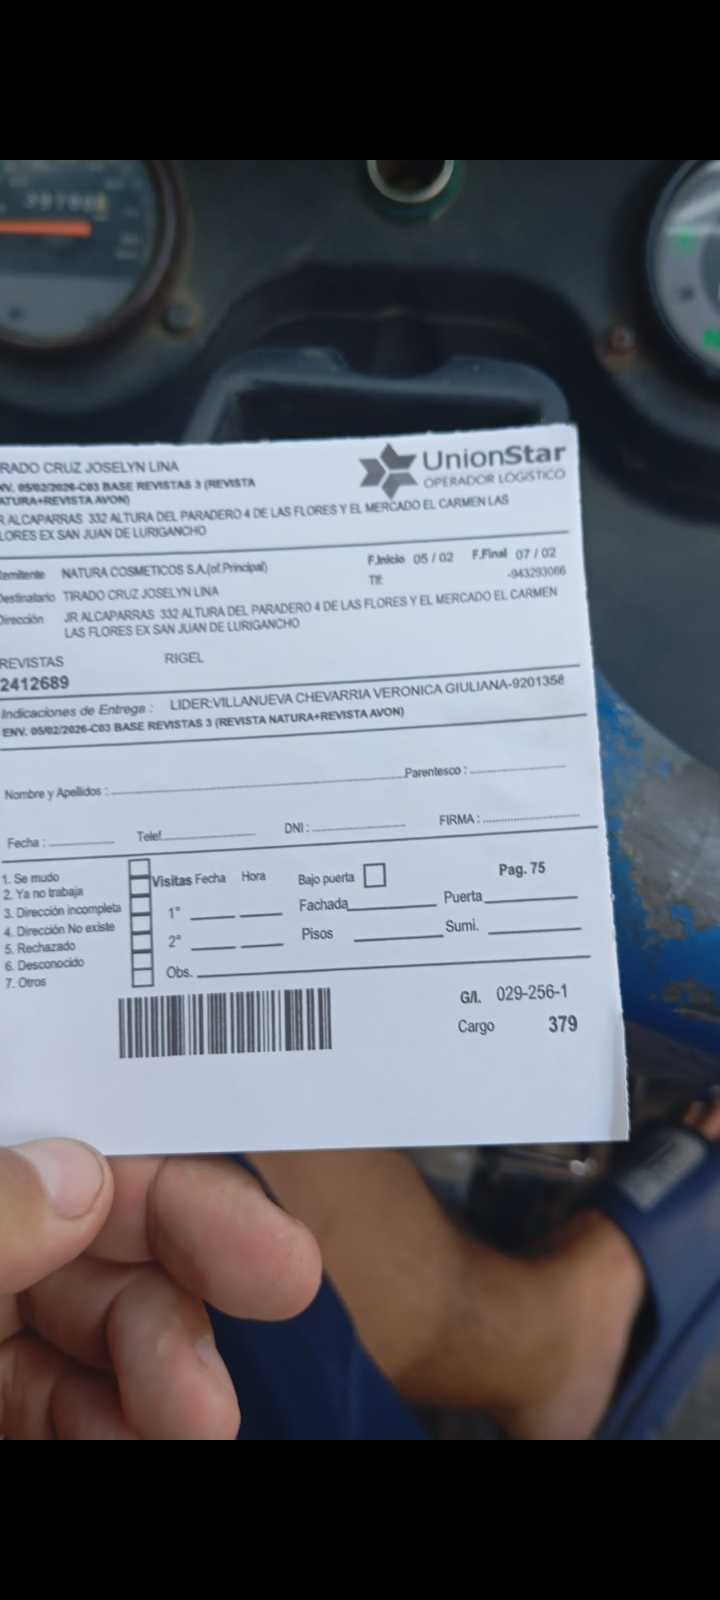 RADO CRUZ JOSELYN LINA
NV. 05/02/2026-C03 BASE REVISTAS 3 (REVISTA
ATURA+REVISTA AVON)
R ALCAPARRAS 332 ALTURA DEL PARADERO 4 DE LAS FLORES Y EL MERCADO EL CARMEN LAS
LORES EX SAN JUAN DE LURIGANCHO
UnionStar
OPERADOR LOGÍSTICO
Remitente NATURA COSMETICOS S.A.(of.Principal)
F.Inicio 05 / 02 F.Final 07 / 02
Destinatario TIRADO CRUZ JOSELYN LINA
Tlf: -943293066
Dirección JR ALCAPARRAS 332 ALTURA DEL PARADERO 4 DE LAS FLORES Y EL MERCADO EL CARMEN
LAS FLORES EX SAN JUAN DE LURIGANCHO
REVISTAS RIGEL
2412689
Indicaciones de Entrega : LIDER:VILLANUEVA CHEVARRIA VERONICA GIULIANA-9201358
ENV. 05/02/2026-C03 BASE REVISTAS 3 (REVISTA NATURA+REVISTA AVON)
Nombre y Apellidos : Parentesco :
Fecha : Telef. DNI : FIRMA :
1. Se mudo
2. Ya no trabaja
3. Dirección incompleta
4. Dirección No existe
5. Rechazado
6. Desconocido
7. Otros
Visitas Fecha Hora Bajo puerta Pag. 75
1° Fachada Puerta
2° Pisos Sumi.
Obs.
G/l. 029-256-1
Cargo 379